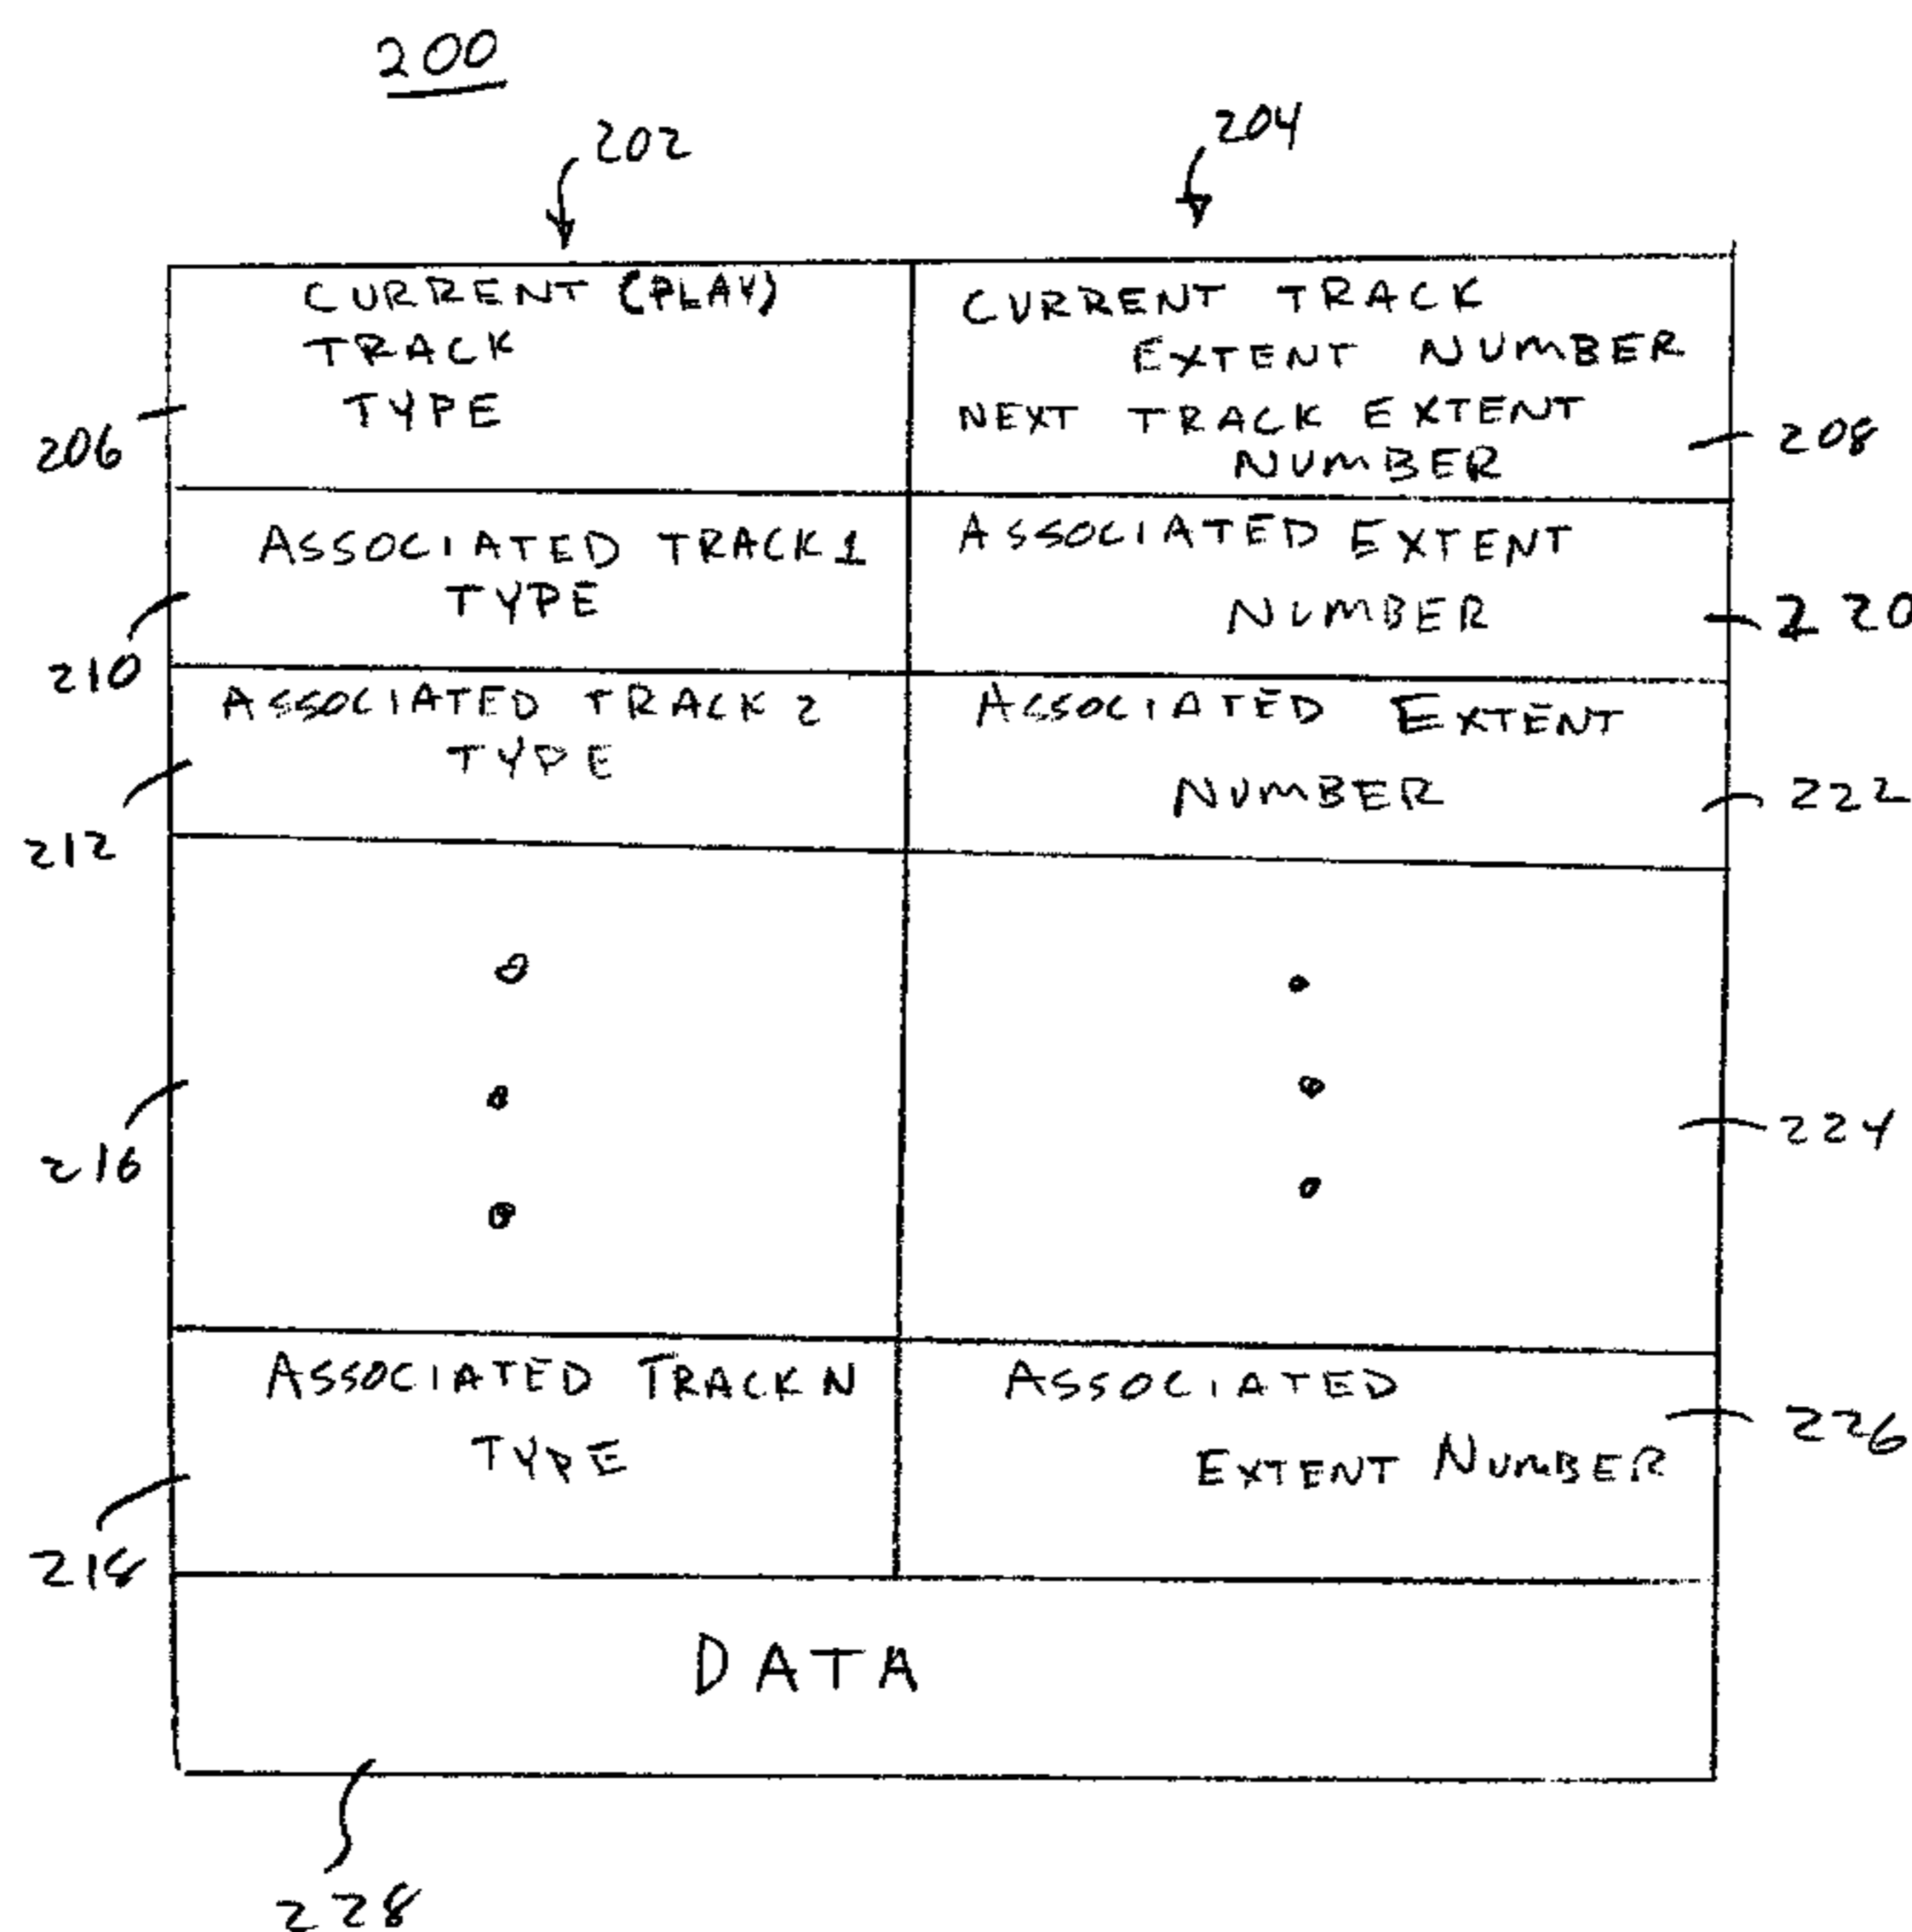 200
202
204
CURRENT (PLAY)
TRACK
TYPE
CURRENT TRACK
EXTENT NUMBER
NEXT TRACK EXTENT
NUMBER
206
208
ASSOCIATED TRACK 1
TYPE
ASSOCIATED EXTENT
NUMBER
210
220
ASSOCIATED TRACK 2
TYPE
ASSOCIATED EXTENT
NUMBER
212
222
216
224
ASSOCIATED TRACK N
TYPE
ASSOCIATED
EXTENT NUMBER
218
226
DATA
228